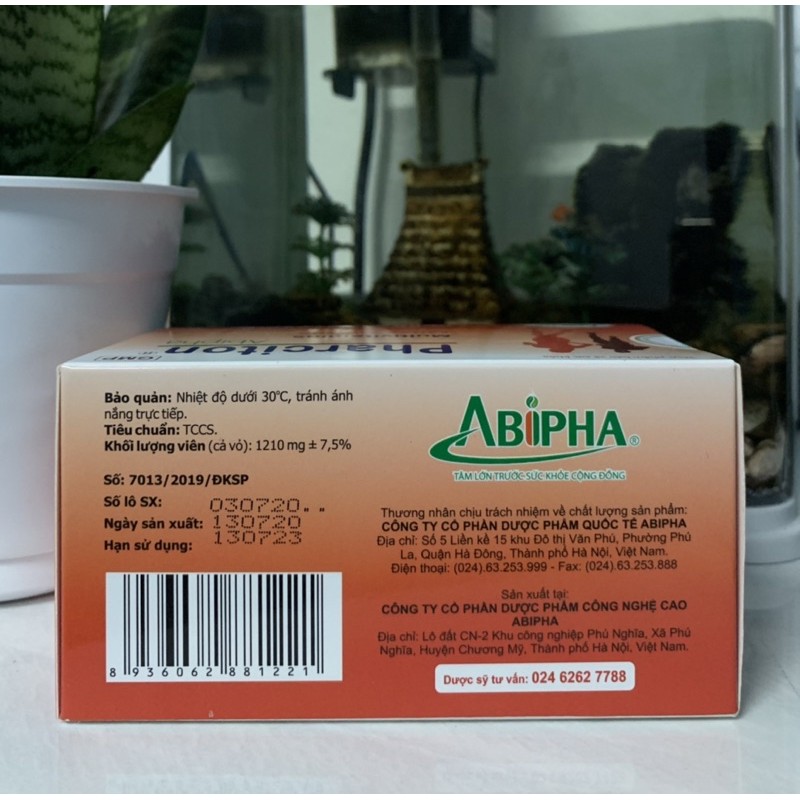 Pharciton
GMP
Bảo quản: Nhiệt độ dưới 30°C, tránh ánh
nắng trực tiếp.
Tiêu chuẩn: TCCS.
Khối lượng viên (cả vỏ): 1210 mg ± 7,5%
Số: 7013/2019/ĐKSP
Số lô SX: 030720..
Ngày sản xuất: 130720
Hạn sử dụng: 130723
8936062881221
ABIPHA®
TÂM LỚN TRƯỚC SỨC KHỎE CỘNG ĐỒNG
Thương nhân chịu trách nhiệm về chất lượng sản phẩm:
CÔNG TY CỔ PHẦN DƯỢC PHẨM QUỐC TẾ ABIPHA
Địa chỉ: Số 5 Liền kề 15 khu Đô thị Văn Phú, Phường Phú
La, Quận Hà Đông, Thành phố Hà Nội, Việt Nam.
Điện thoại: (024).63.253.999 - Fax: (024).63.253.888
Sản xuất tại:
CÔNG TY CỔ PHẦN DƯỢC PHẨM CÔNG NGHỆ CAO
ABIPHA
Địa chỉ: Lô đất CN-2 Khu công nghiệp Phú Nghĩa, Xã Phú
Nghĩa, Huyện Chương Mỹ, Thành phố Hà Nội, Việt Nam.
Dược sỹ tư vấn: 024 6262 7788